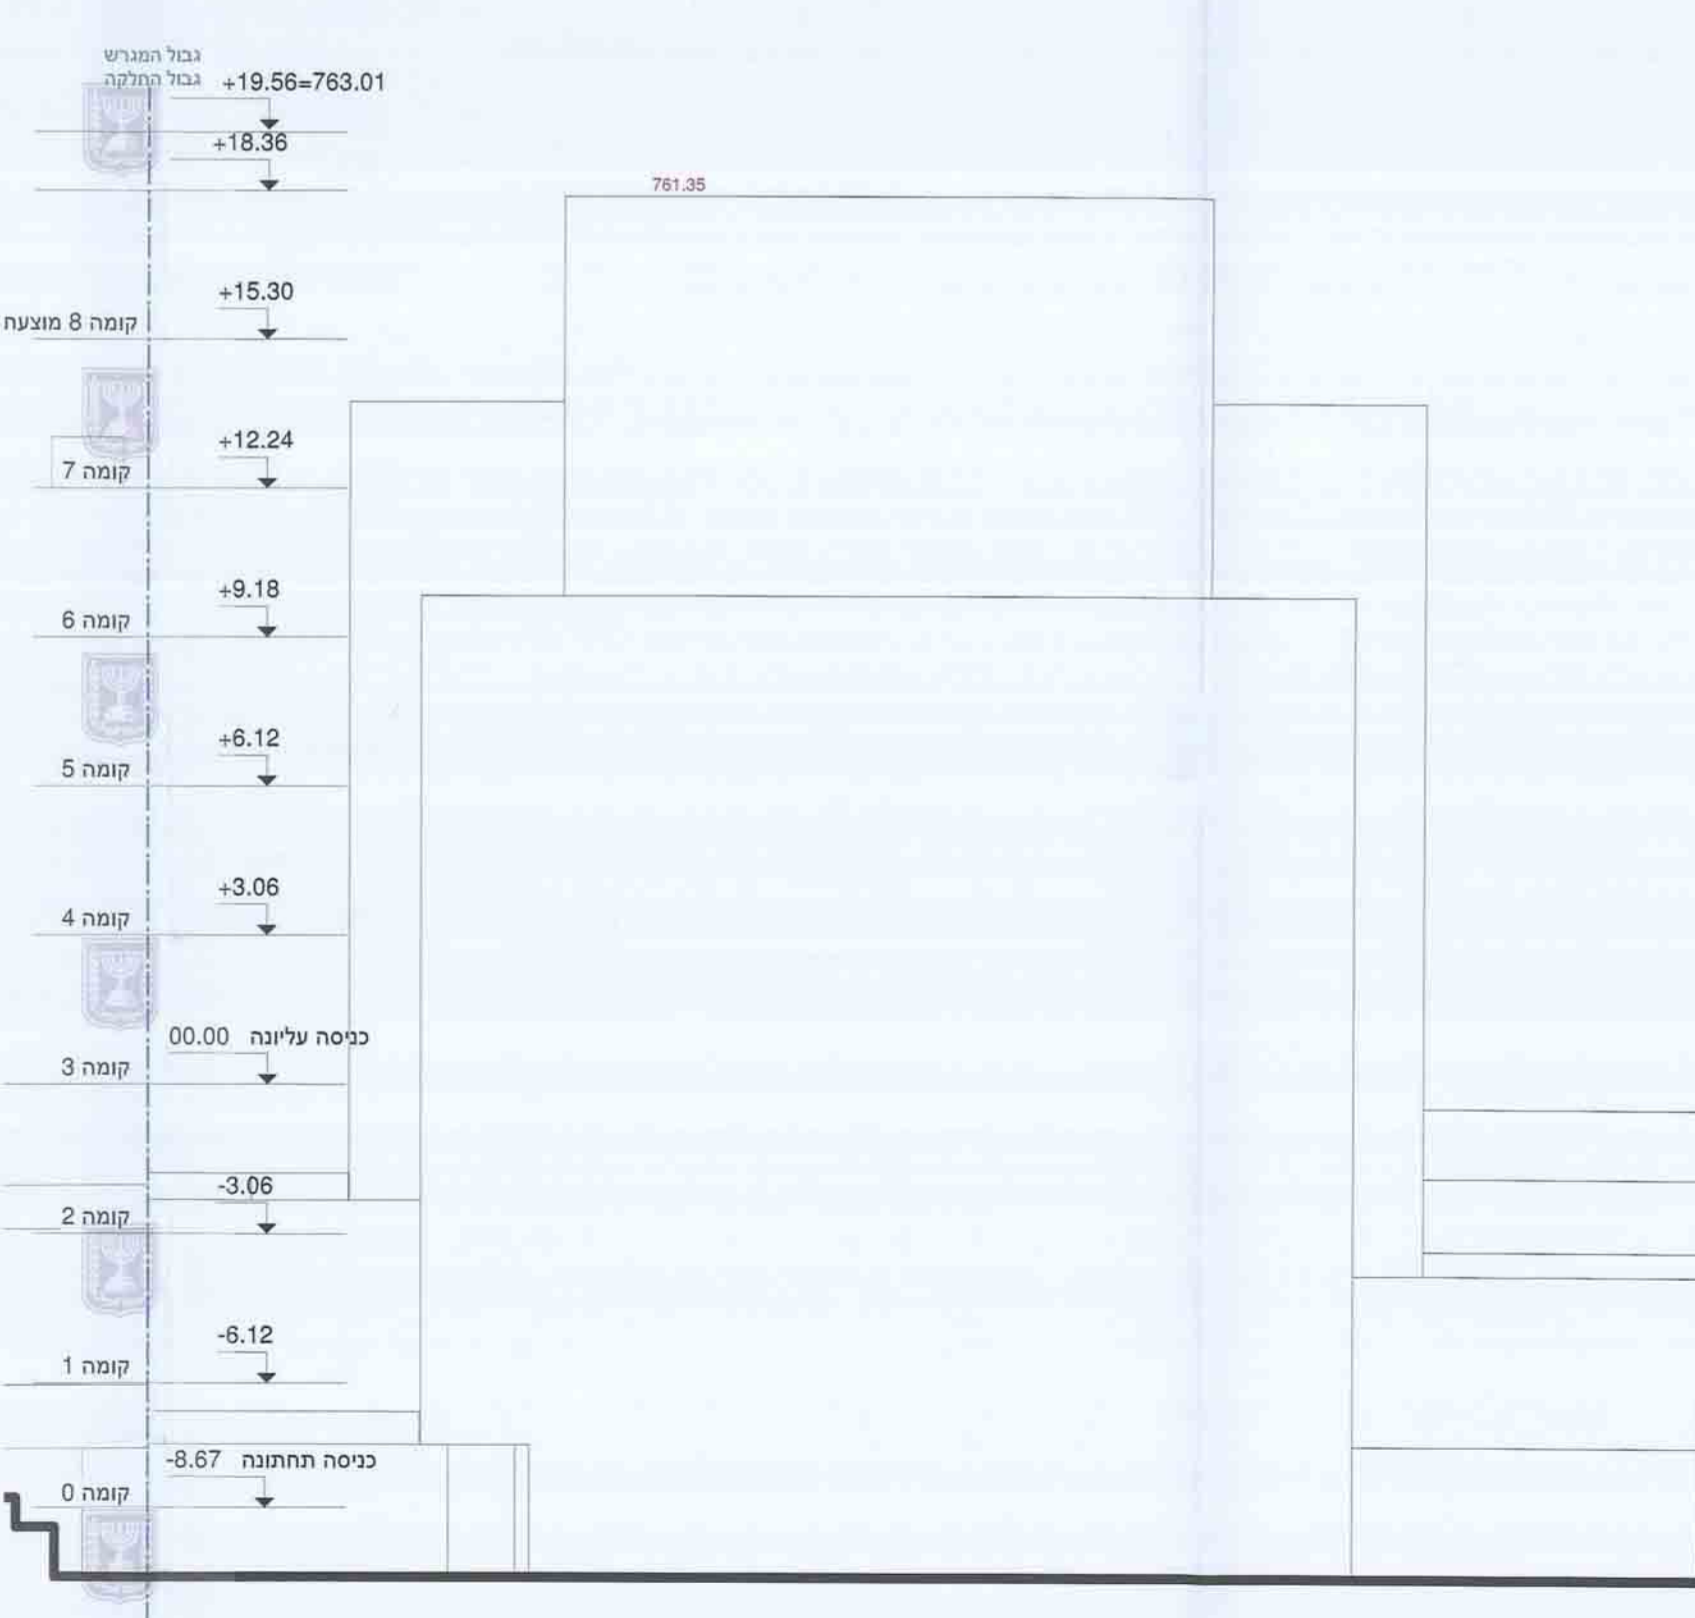 גבול המגרש
גבול החלקה
+19.56=763.01
+18.36
761.35
+15.30
קומה 8 מוצעת
+12.24
קומה 7
+9.18
קומה 6
+6.12
קומה 5
+3.06
קומה 4
כניסה עליונה 00.00
קומה 3
-3.06
קומה 2
-6.12
קומה 1
כניסה תחתונה -8.67
קומה 0